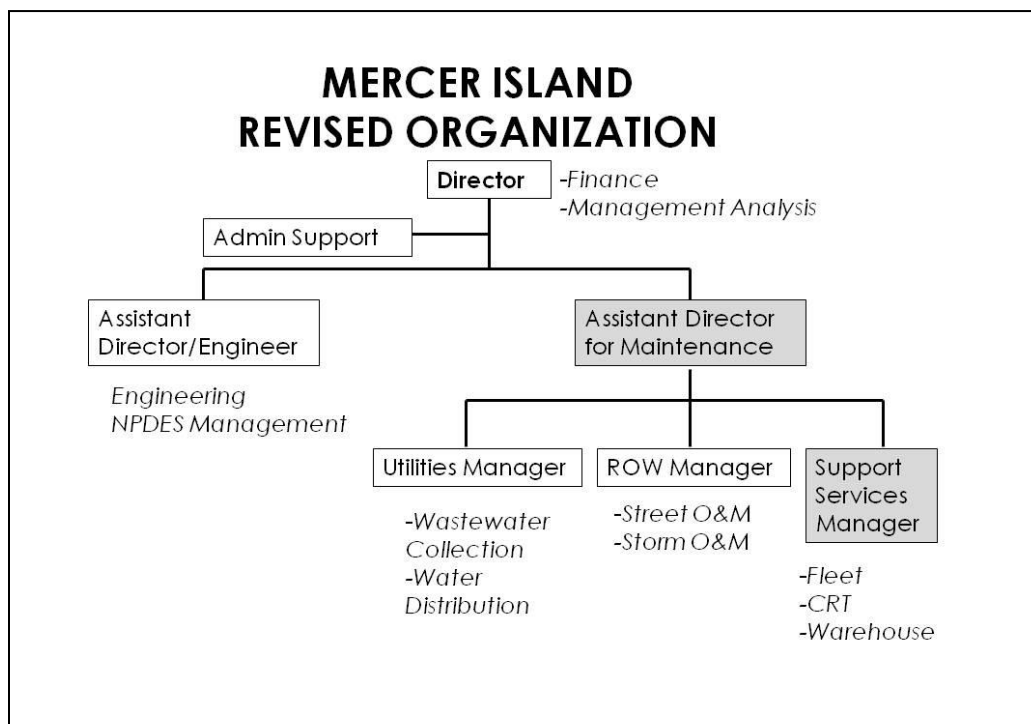 MERCER ISLAND
REVISED ORGANIZATION
Director
-Finance
-Management Analysis
Admin Support
Assistant
Director/Engineer
Engineering
NPDES Management
Assistant Director
for Maintenance
Utilities Manager
-Wastewater
Collection
-Water
Distribution
ROW Manager
-Street O&M
-Storm O&M
Support
Services
Manager
-Fleet
-CRT
-Warehouse